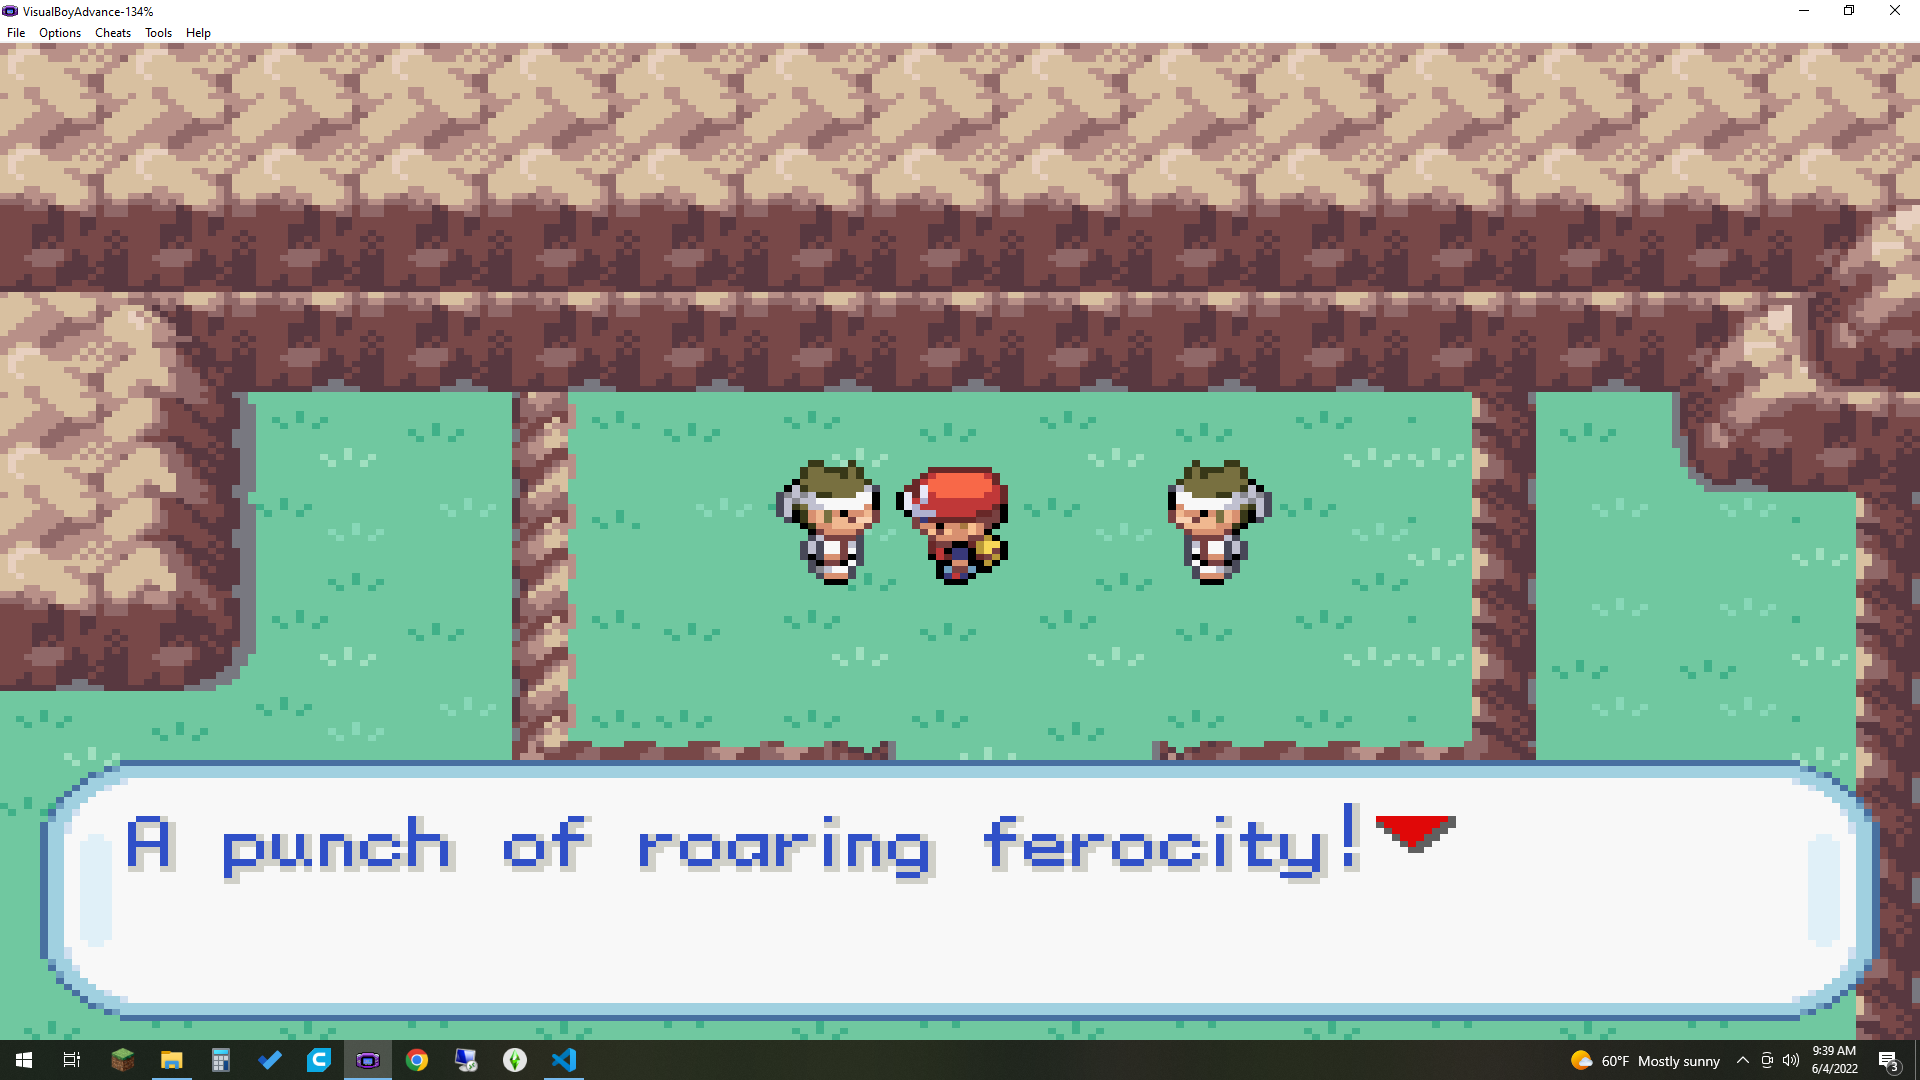 VisualBoyAdvance-134%
File Options Cheats Tools Help
A punch of roaring ferocity!
60°F Mostly sunny
9:39 AM
6/4/2022
3